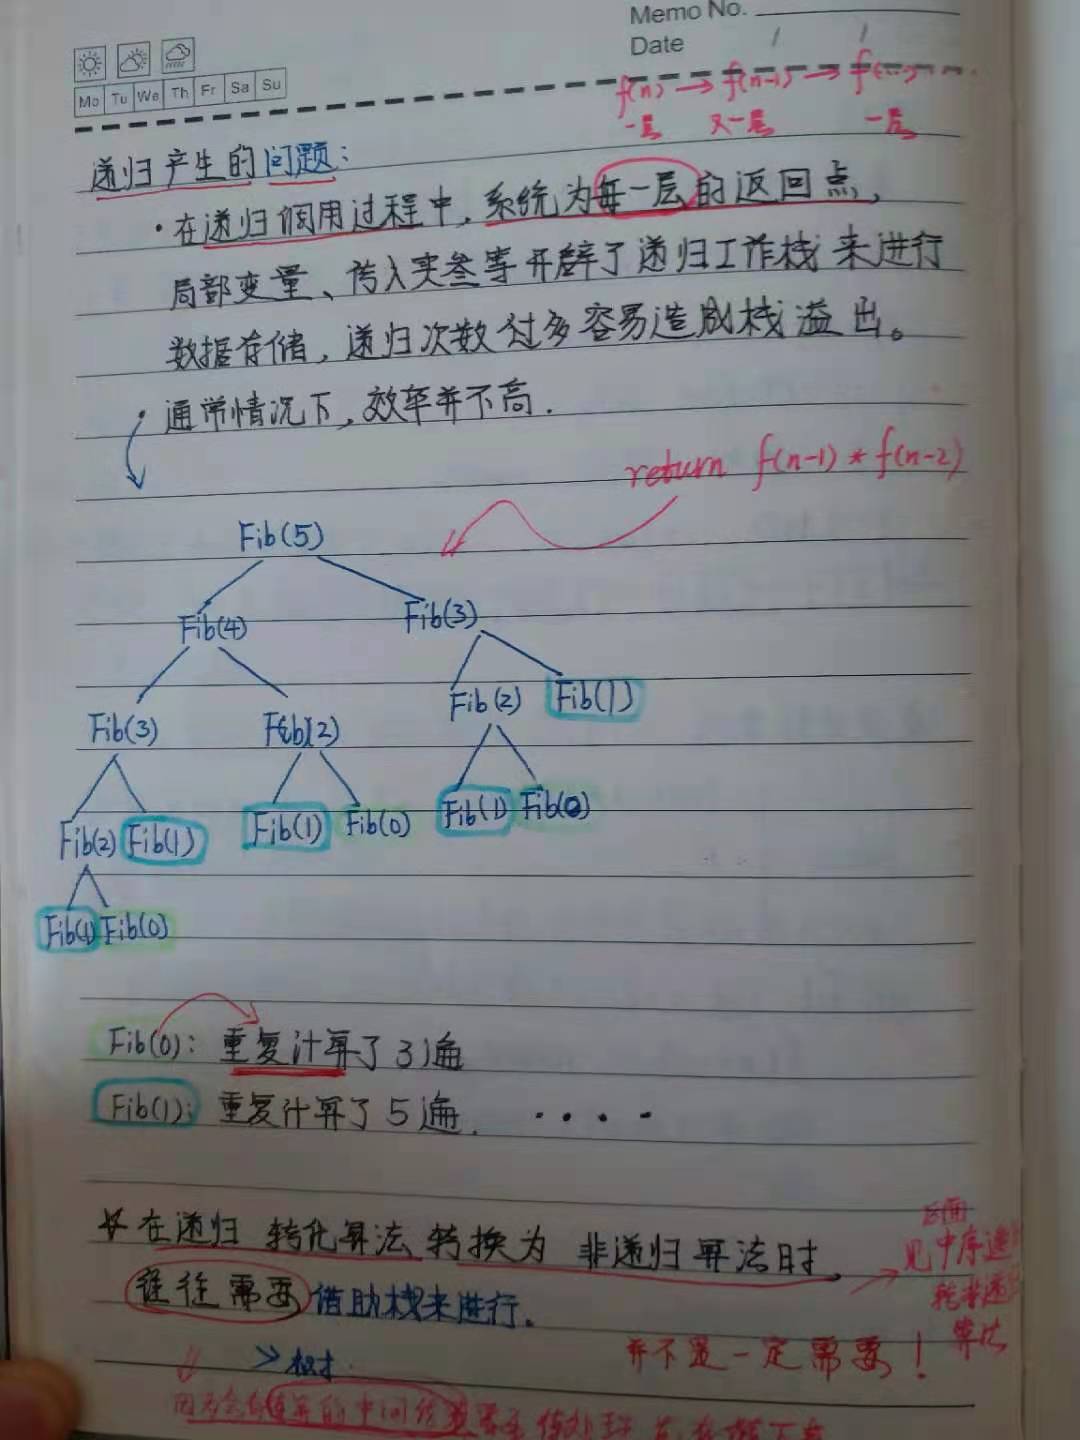 Memo No.
Date / /
Mo Tu We Th Fr Sa Su
f(n) → f(n-1) → f(…)
一层 又一层 一层
递归产生的问题:
·在递归调用过程中,系统为每一层的返回点,
局部变量、传入实参等开辟了递归工作栈来进行
数据存储,递归次数过多容易造成栈溢出。
·通常情况下,效率并不高.
return f(n-1) * f(n-2)
Fib(5)
Fib(4) Fib(3)
Fib(3) Fib(2) Fib(2) Fib(1)
Fib(2) Fib(1) Fib(1) Fib(0) Fib(1) Fib(0)
Fib(1) Fib(0)
Fib(0): 重复计算了3遍
Fib(1): 重复计算了5遍. ····
在递归 转化算法 转换为 非递归算法时,
往往需要借助栈来进行.
后面
见中序遍
转非递
算法
并不是一定需要!
的中间结